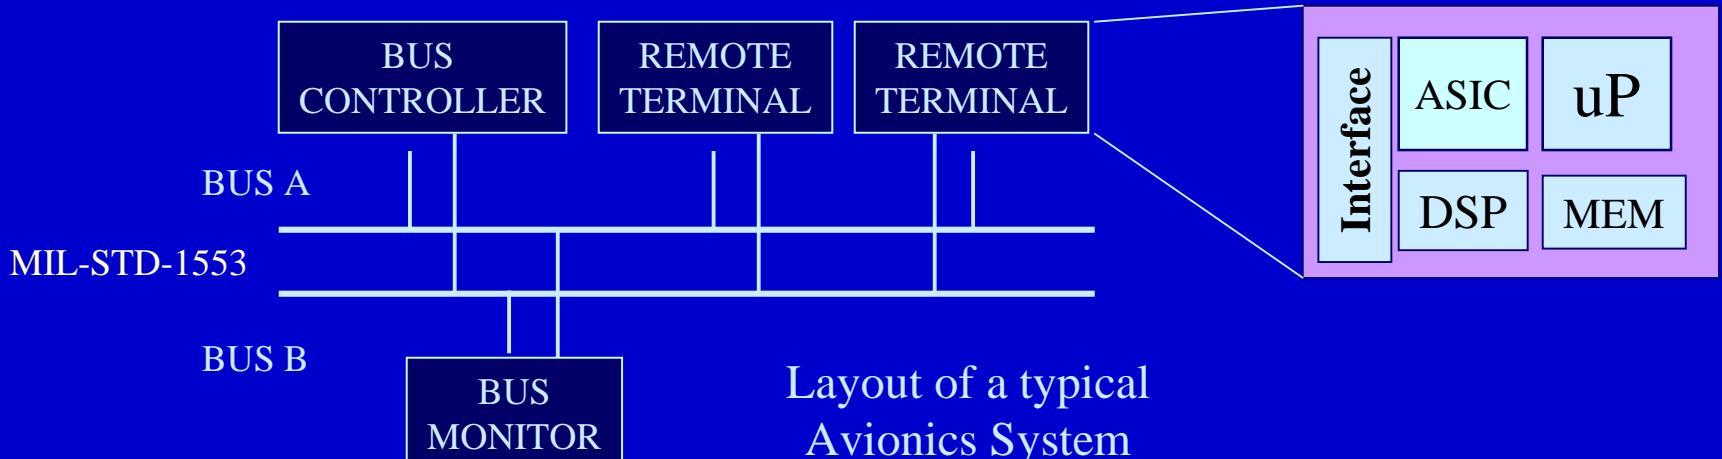 BUS
CONTROLLER
REMOTE
TERMINAL
REMOTE
TERMINAL
Interface
ASIC
uP
DSP
MEM
BUS A
MIL-STD-1553
BUS B
BUS
MONITOR
Layout of a typical
Avionics System